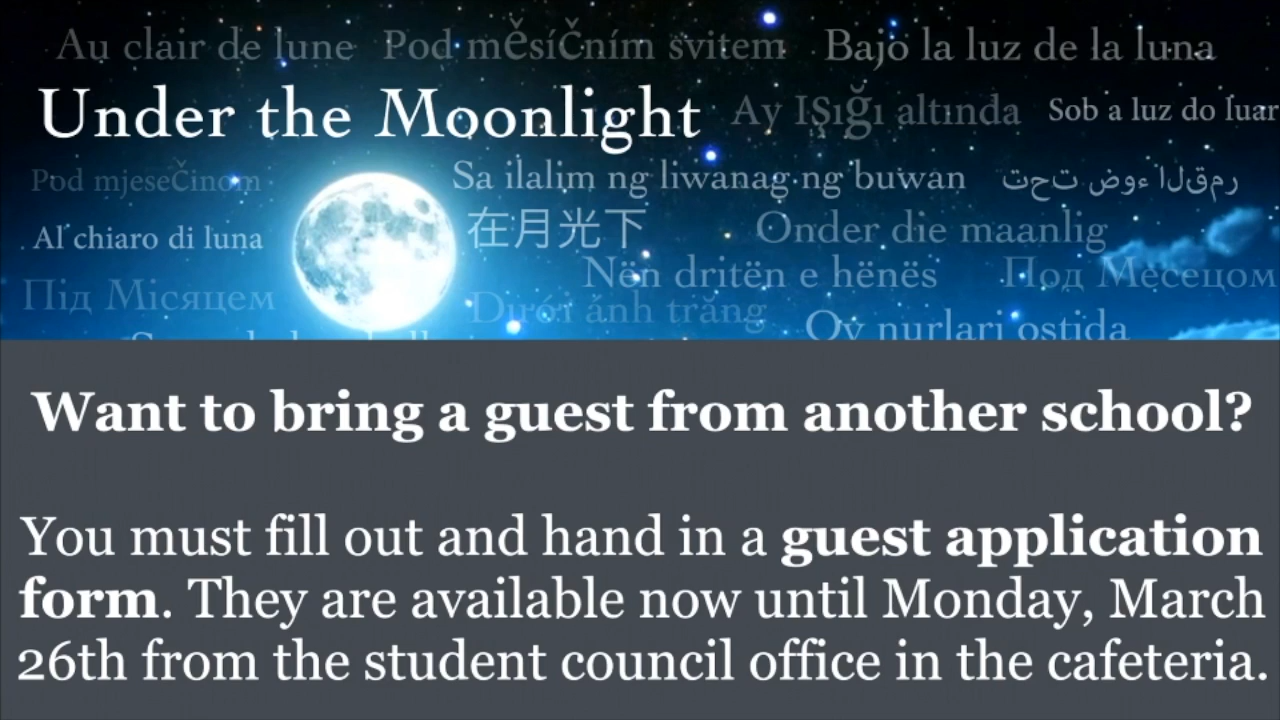 Au clair de lune Pod měsíČním svitem Bajo la luz de la luna
Under the Moonlight Ay IŞığı altında Sob a luz do luar
Pod mjeseČinom Sa ilalim ng liwanag ng buwan تحت ضوء القمر
Al chiaro di luna 在月光下 Onder die maanlig
Nën dritën e hënës Под Месецом
Під Місяцем Dưới ánh trăng
Oy nurlari ostida
Want to bring a guest from another school?
You must fill out and hand in a guest application
form. They are available now until Monday, March
26th from the student council office in the cafeteria.